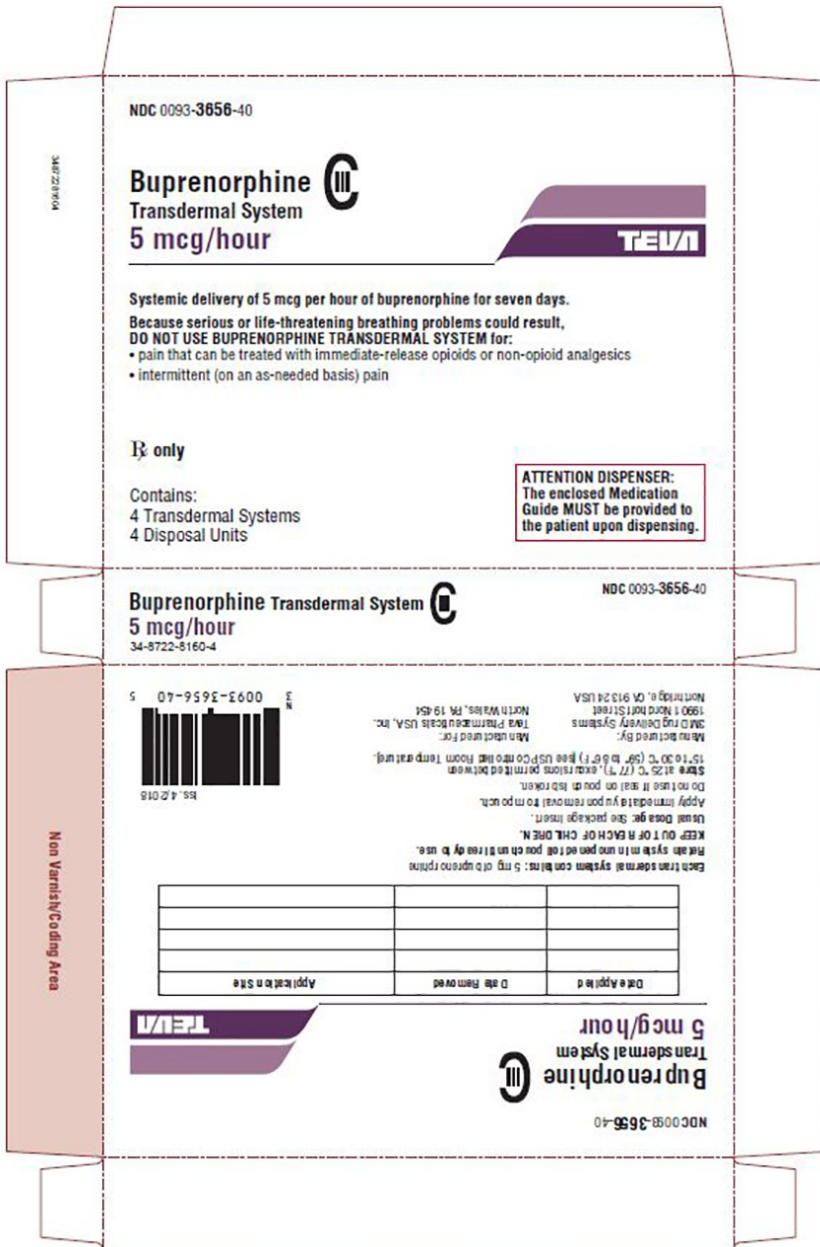 NDC 0093-3656-40
Buprenorphine CIII
Transdermal System
5 mcg/hour
TEVA
Systemic delivery of 5 mcg per hour of buprenorphine for seven days.
Because serious or life-threatening breathing problems could result,
DO NOT USE BUPRENORPHINE TRANSDERMAL SYSTEM for:
• pain that can be treated with immediate-release opioids or non-opioid analgesics
• intermittent (on an as-needed basis) pain
Rx only
Contains:
4 Transdermal Systems
4 Disposal Units
ATTENTION DISPENSER:
The enclosed Medication
Guide MUST be provided to
the patient upon dispensing.
Buprenorphine Transdermal System CIII
5 mcg/hour
34-8722-8160-4
NDC 0093-3656-40
NDC 0093-3656-40
Buprenorphine CIII
Transdermal System
5 mcg/hour
TEVA
Date Applied Date Removed Application Site
Each transdermal system contains: 5 mg of buprenorphine
Retain system in unopened foil pouch until ready to use.
KEEP OUT OF REACH OF CHILDREN.
Usual Dosage: See package insert.
Apply immediately upon removal from pouch.
Do not use if seal on pouch is broken.
Store at 25°C (77°F), excursions permitted between
15° to 30°C (59° to 86°F) [see USP Controlled Room Temperature].
Manufactured By:
3M Drug Delivery Systems
19901 Nordhoff Street
Northridge, CA 91324 USA
Manufactured For:
Teva Pharmaceuticals USA, Inc.
North Wales, PA 19454
Iss. 4/2018
N
3 0093-3656-40 5
Non Varnish/Coding Area